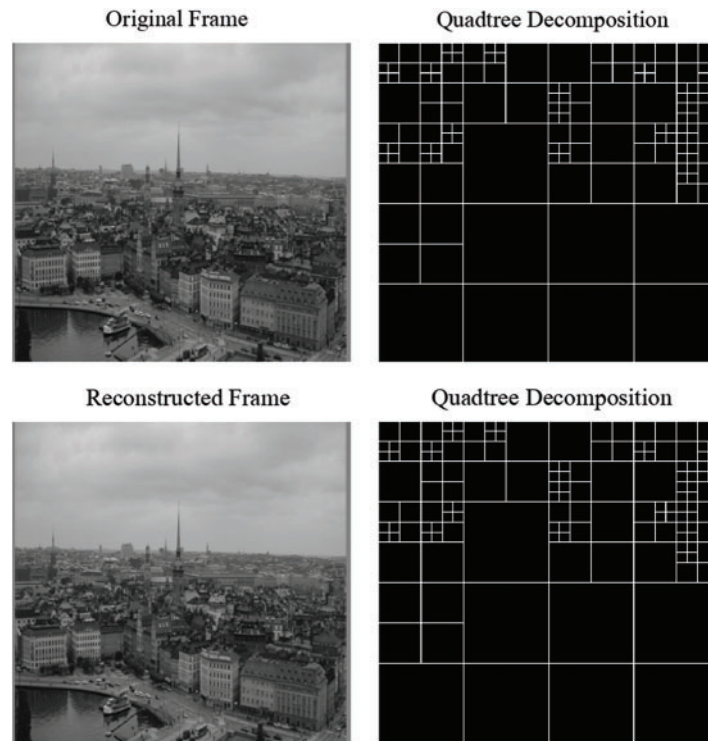 Original Frame
Quadtree Decomposition
Reconstructed Frame
Quadtree Decomposition